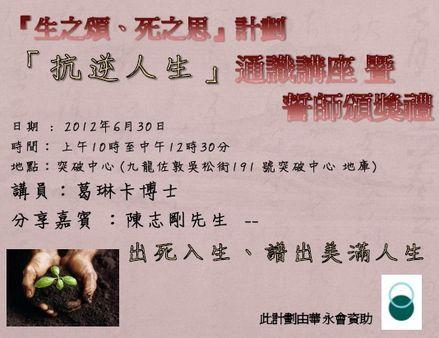 『生之頌、死之思』計劃
「抗逆人生」通識講座 暨
誓師頒獎禮
日期 : 2012年6月30日
時間： 上午10時至中午12時30分
地點：突破中心 (九龍佐敦吳松街191 號突破中心 地庫)
講員：葛琳卡博士
分享嘉賓 ：陳志剛先生 --
出死入生、譜出美滿人生
此計劃由華永會資助